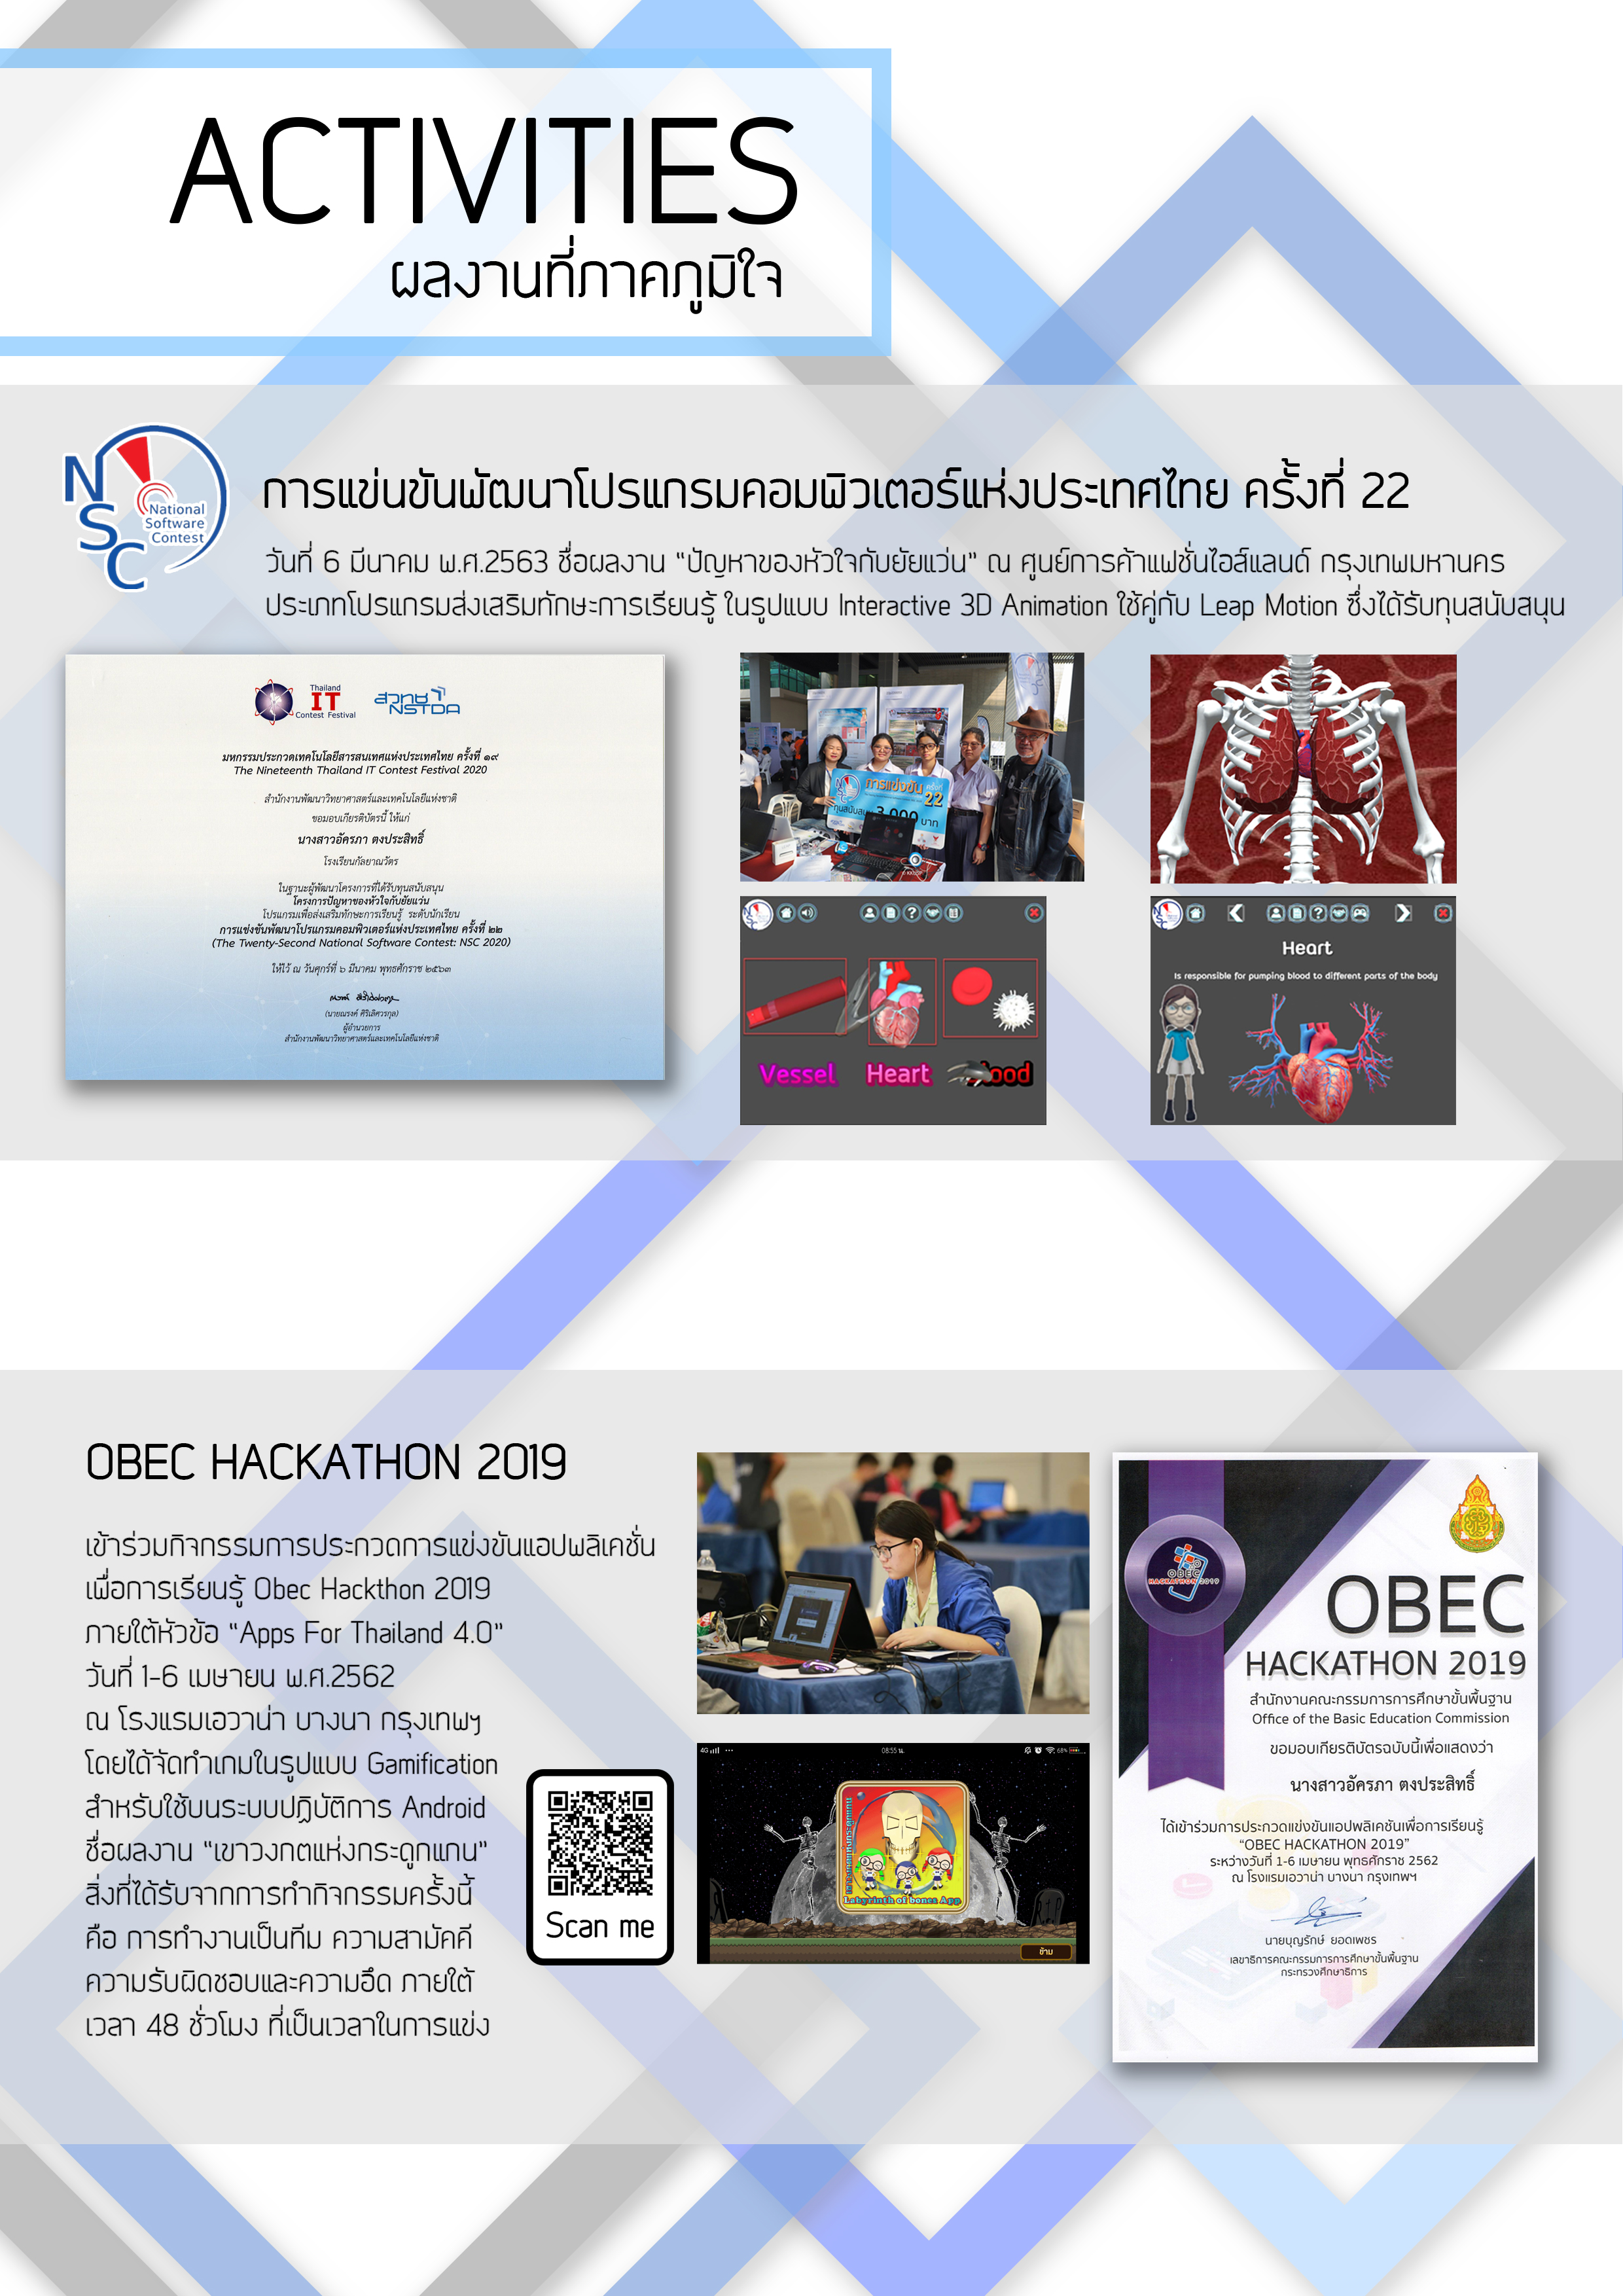 ACTIVITIES
ผลงานที่ภาคภูมิใจ
NSC
National
Software
Contest
การแข่นขันพัฒนาโปรแกรมคอมพิวเตอร์แห่งประเทศไทย ครั้งที่ 22
วันที่ 6 มีนาคม พ.ศ.2563 ชื่อผลงาน "ปัญหาของหัวใจกับยัยแว่น" ณ ศูนย์การค้าแฟชั่นไอส์แลนด์ กรุงเทพมหานคร
ประเภทโปรแกรมส่งเสริมทักษะการเรียนรู้ ในรูปแบบ Interactive 3D Animation ใช้คู่กับ Leap Motion ซึ่งได้รับทุนสนับสนุน
Thailand
IT
Contest Festival
สวทช
NSTDA
มหกรรมประกวดเทคโนโลยีสารสนเทศแห่งประเทศไทย ครั้งที่ ๑๙
The Nineteenth Thailand IT Contest Festival 2020
สำนักงานพัฒนาวิทยาศาสตร์และเทคโนโลยีแห่งชาติ
ขอมอบเกียรติบัตรนี้ ให้แก่
นางสาวอัครภา ตงประสิทธิ์
โรงเรียนกัลยาณวัตร
ในฐานะผู้พัฒนาโครงการที่ได้รับทุนสนับสนุน
โครงการปัญหาของหัวใจกับยัยแว่น
โปรแกรมเพื่อส่งเสริมทักษะการเรียนรู้ ระดับนักเรียน
การแข่งขันพัฒนาโปรแกรมคอมพิวเตอร์แห่งประเทศไทย ครั้งที่ ๒๒
(The Twenty-Second National Software Contest: NSC 2020)
ให้ไว้ ณ วันศุกร์ที่ ๖ มีนาคม พุทธศักราช ๒๕๖๓
(นายณรงค์ ศิริเลิศวรกุล)
ผู้อำนวยการ
สำนักงานพัฒนาวิทยาศาสตร์และเทคโนโลยีแห่งชาติ
การแข่งขัน ครั้งที่
22
ทุนสนับสนุน 3,000 บาท
Vessel Heart
Heart
Is responsible for pumping blood to different parts of the body
OBEC HACKATHON 2019
เข้าร่วมกิจกรรมการประกวดการแข่งขันแอปพลิเคชั่น
เพื่อการเรียนรู้ Obec Hackthon 2019
ภายใต้หัวข้อ "Apps For Thailand 4.0"
วันที่ 1-6 เมษายน พ.ศ.2562
ณ โรงแรมเอวาน่า บางนา กรุงเทพฯ
โดยได้จัดทำเกมในรูปแบบ Gamification
สำหรับใช้บนระบบปฏิบัติการ Android
ชื่อผลงาน "เขาวงกตแห่งกระดูกแกน"
สิ่งที่ได้รับจากการทำกิจกรรมครั้งนี้
คือ การทำงานเป็นทีม ความสามัคคี
ความรับผิดชอบและความอึด ภายใต้
เวลา 48 ชั่วโมง ที่เป็นเวลาในการแข่ง
Scan me
4G 08:55 น. 68%
เขาวงกตแห่งกระดูกแกน
Labyrinth of bones App
ข้าม
OBEC
HACKATHON 2019
OBEC
HACKATHON 2019
สำนักงานคณะกรรมการการศึกษาขั้นพื้นฐาน
Office of the Basic Education Commission
ขอมอบเกียรติบัตรฉบับนี้เพื่อแสดงว่า
นางสาวอัครภา ตงประสิทธิ์
ได้เข้าร่วมการประกวดแข่งขันแอปพลิเคชันเพื่อการเรียนรู้
"OBEC HACKATHON 2019"
ระหว่างวันที่ 1-6 เมษายน พุทธศักราช 2562
ณ โรงแรมเอวาน่า บางนา กรุงเทพฯ
นายบุญรักษ์ ยอดเพชร
เลขาธิการคณะกรรมการการศึกษาขั้นพื้นฐาน
กระทรวงศึกษาธิการ